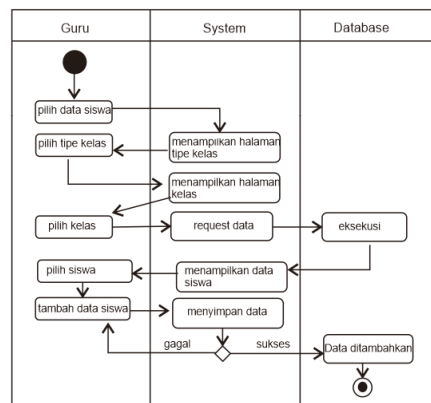 Guru
System
Database
pilih data siswa
menampilkan halaman
tipe kelas
pilih tipe kelas
menampilkan halaman
kelas
pilih kelas
request data
eksekusi
menampilkan data
siswa
pilih siswa
tambah data siswa
menyimpan data
gagal
sukses
Data ditambahkan